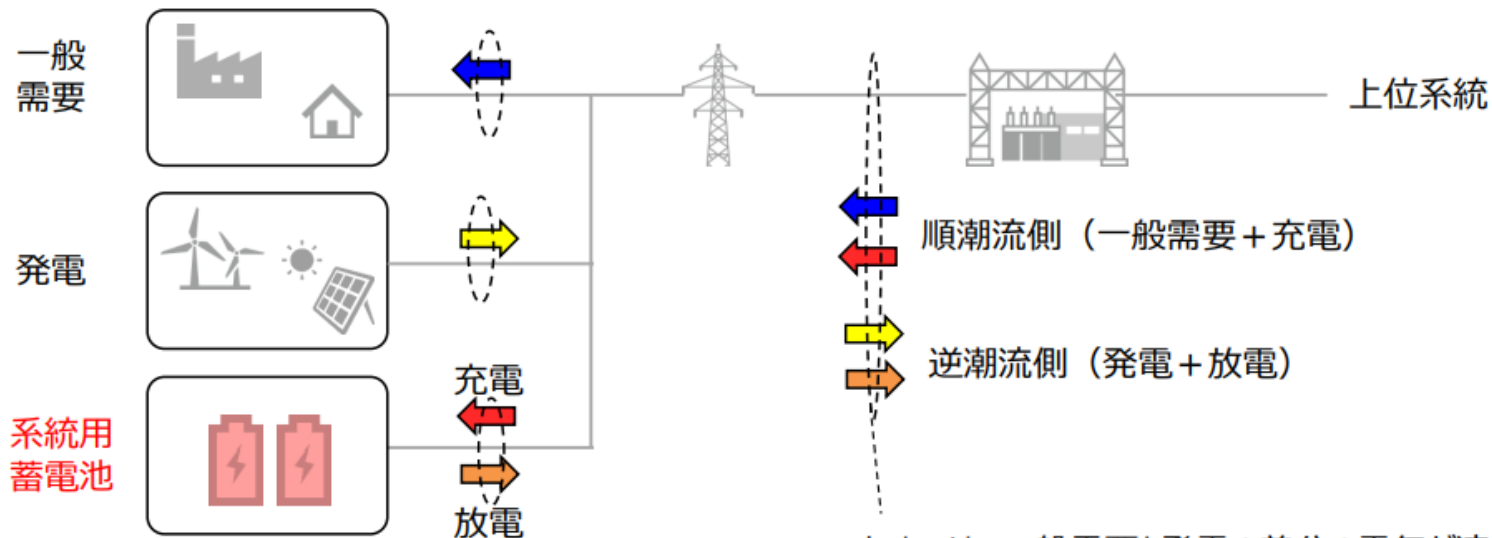 一般
需要
上位系統
順潮流側（一般需要＋充電）
発電
逆潮流側（発電＋放電）
充電
系統用
蓄電池
放電